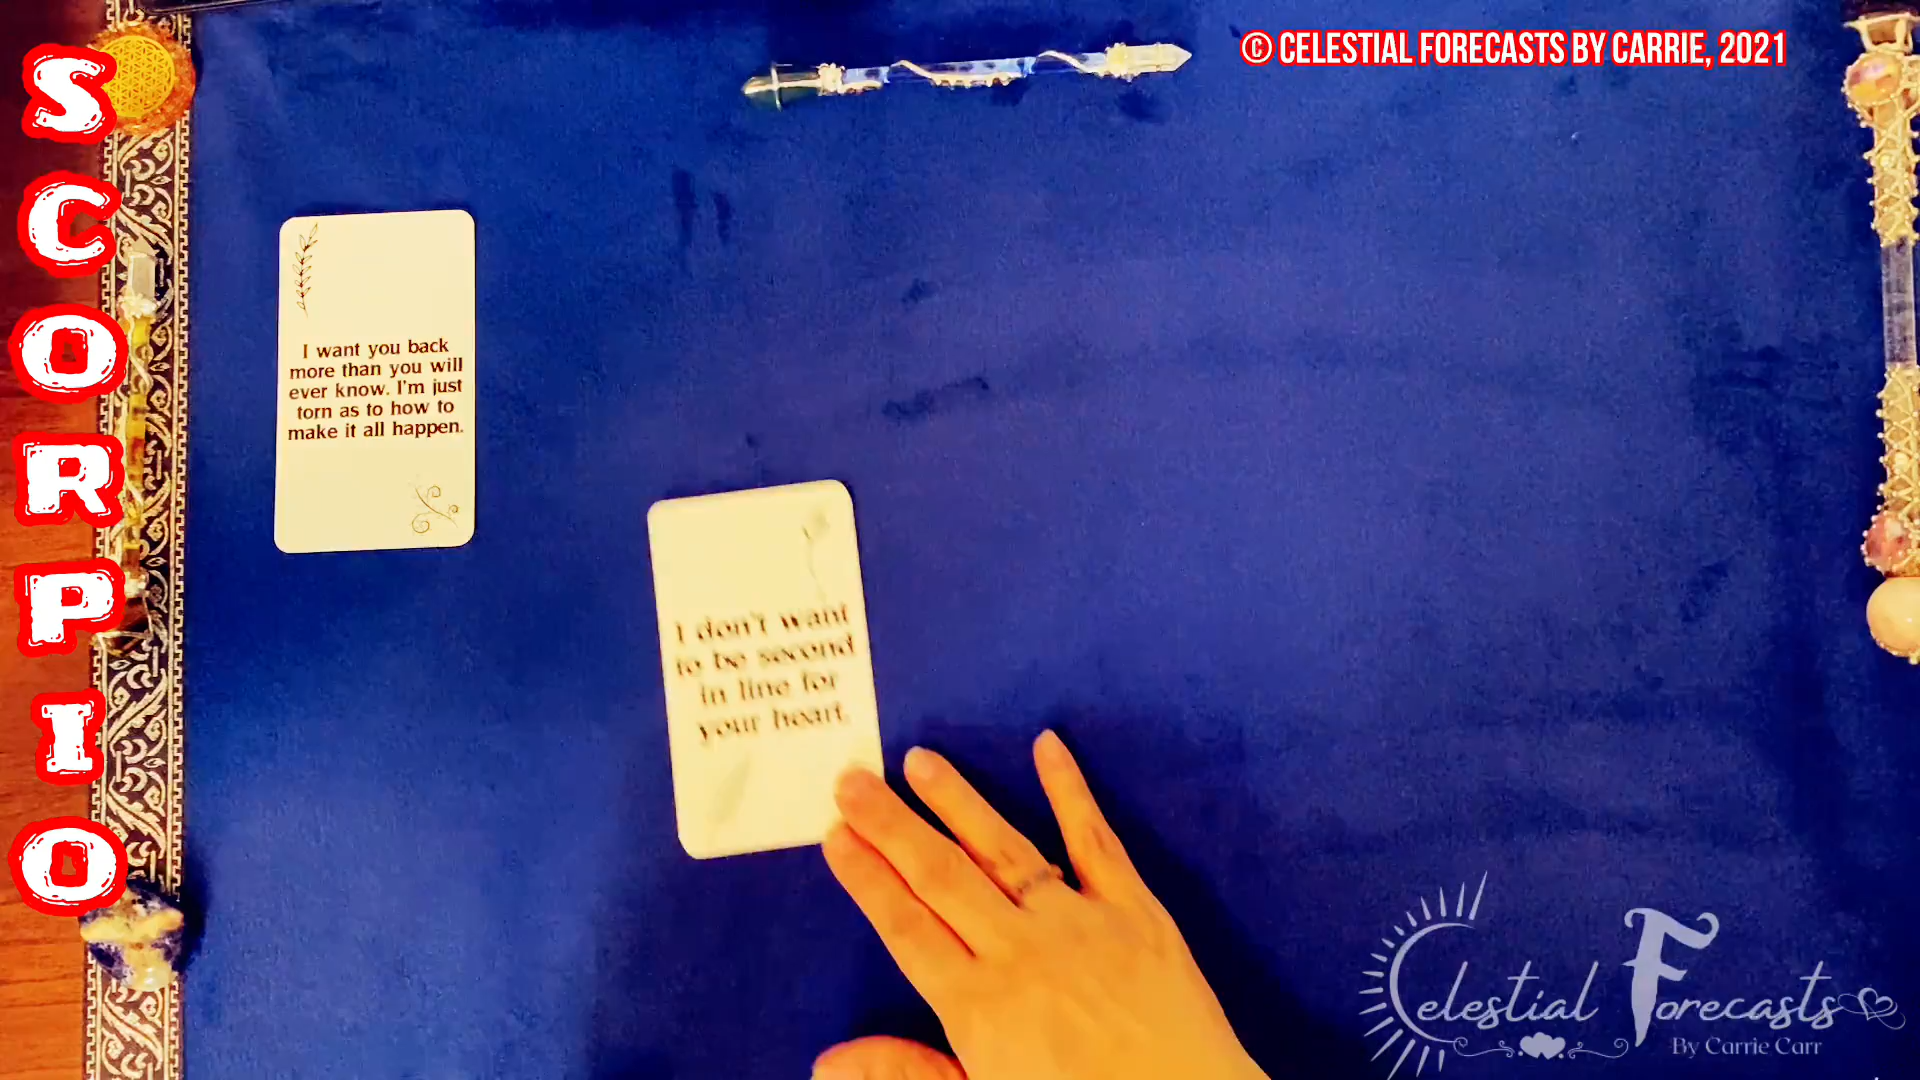 SCORPIO
© CELESTIAL FORECASTS BY CARRIE, 2021
I want you back
more than you will
ever know. I'm just
torn as to how to
make it all happen.
I don't want
to be second
in line for
your heart.
Celestial Forecasts
By Carrie Carr